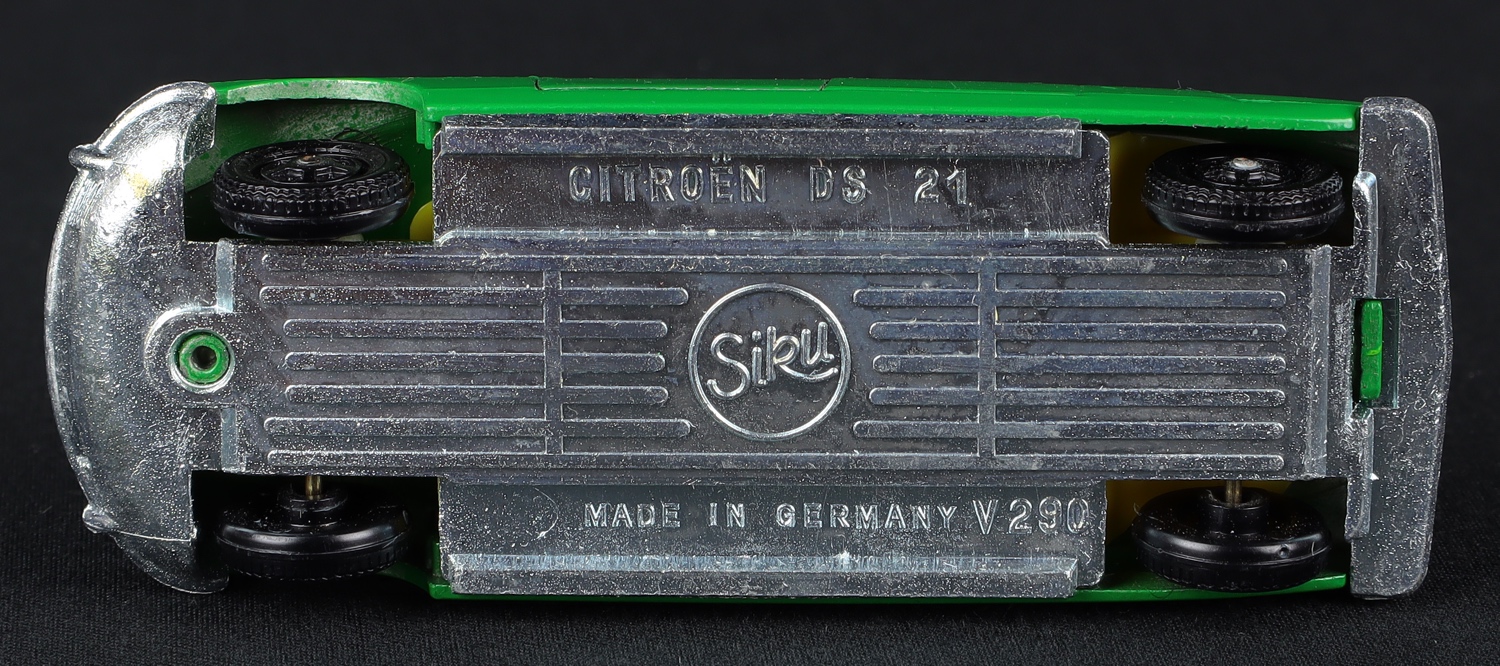 CITROËN DS 21
Siku
MADE IN GERMANY V290